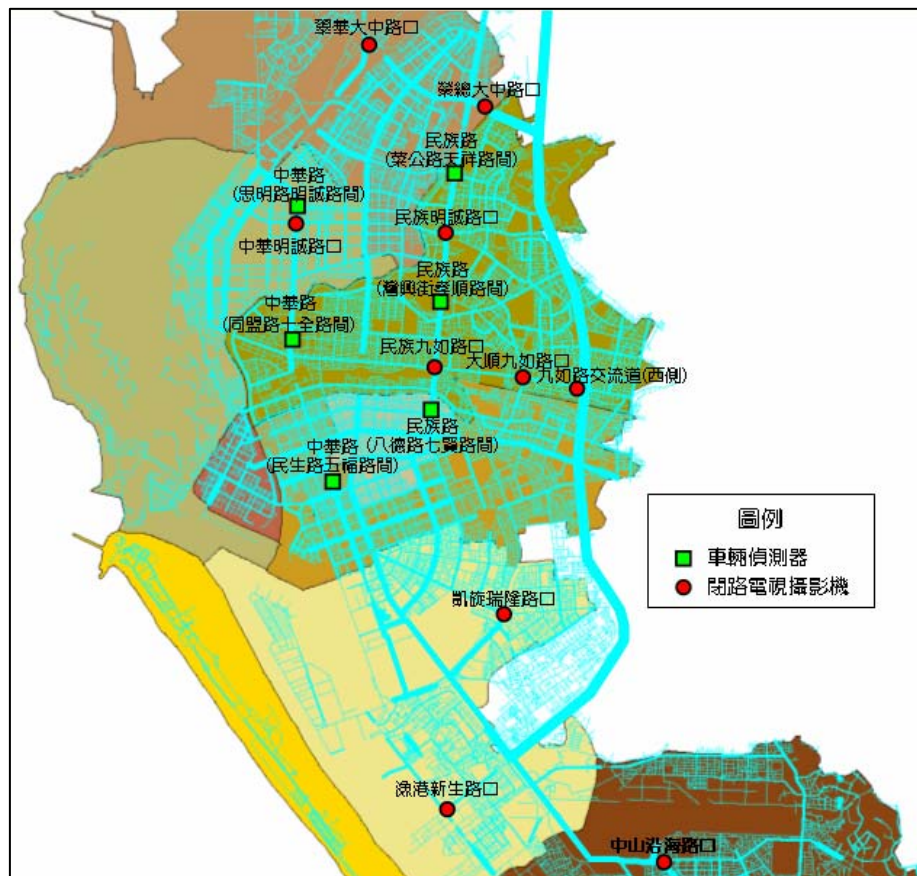 翠華大中路口
榮總大中路口
民族路
(菜公路天祥路間)
中華路
(思明路明誠路間)
民族明誠路口
中華明誠路口
民族路
(灣興街孝順路間)
中華路
(同盟路十全路間)
民族九如路口
大順九如路口
九如路交流道(西側)
民族路
(八德路七賢路間)
中華路
(民生路五福路間)
圖例
車輛偵測器
閉路電視攝影機
凱旋瑞隆路口
漁港新生路口
中山沿海路口